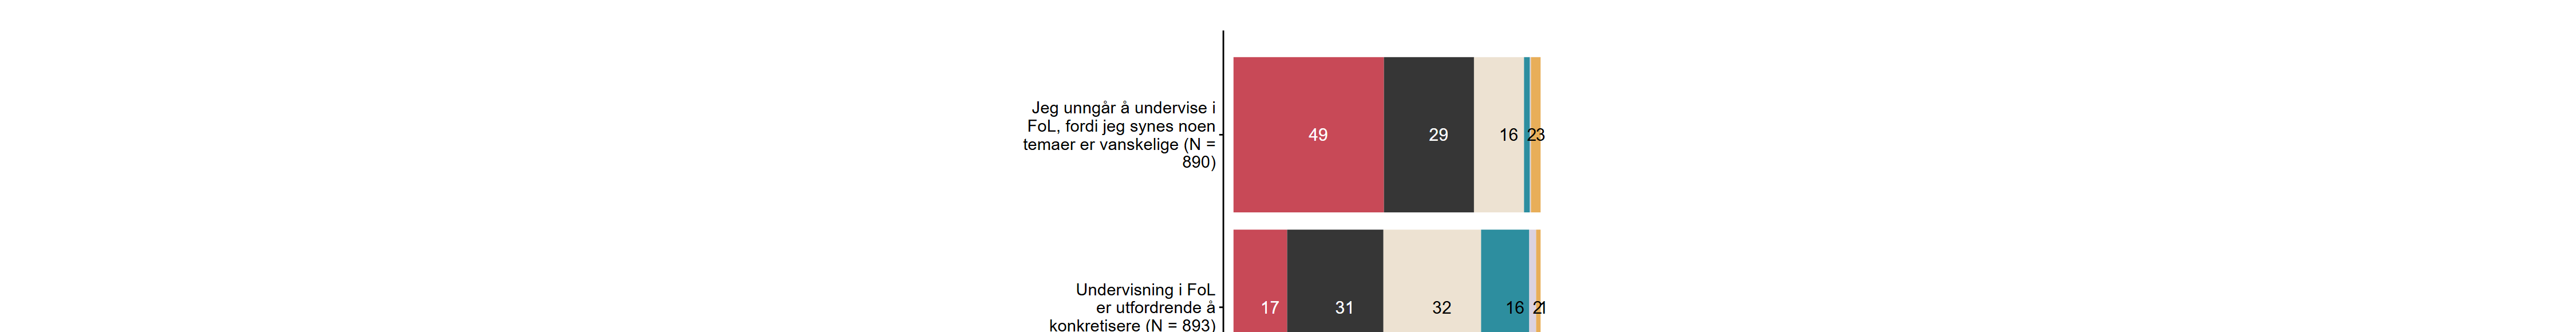 Jeg unngår å undervise i
FoL, fordi jeg synes noen
temaer er vanskelige (N =
890)
49 29 16 2 3
Undervisning i FoL
er utfordrende å
konkretisere (N = 893)
17 31 32 16 2 1